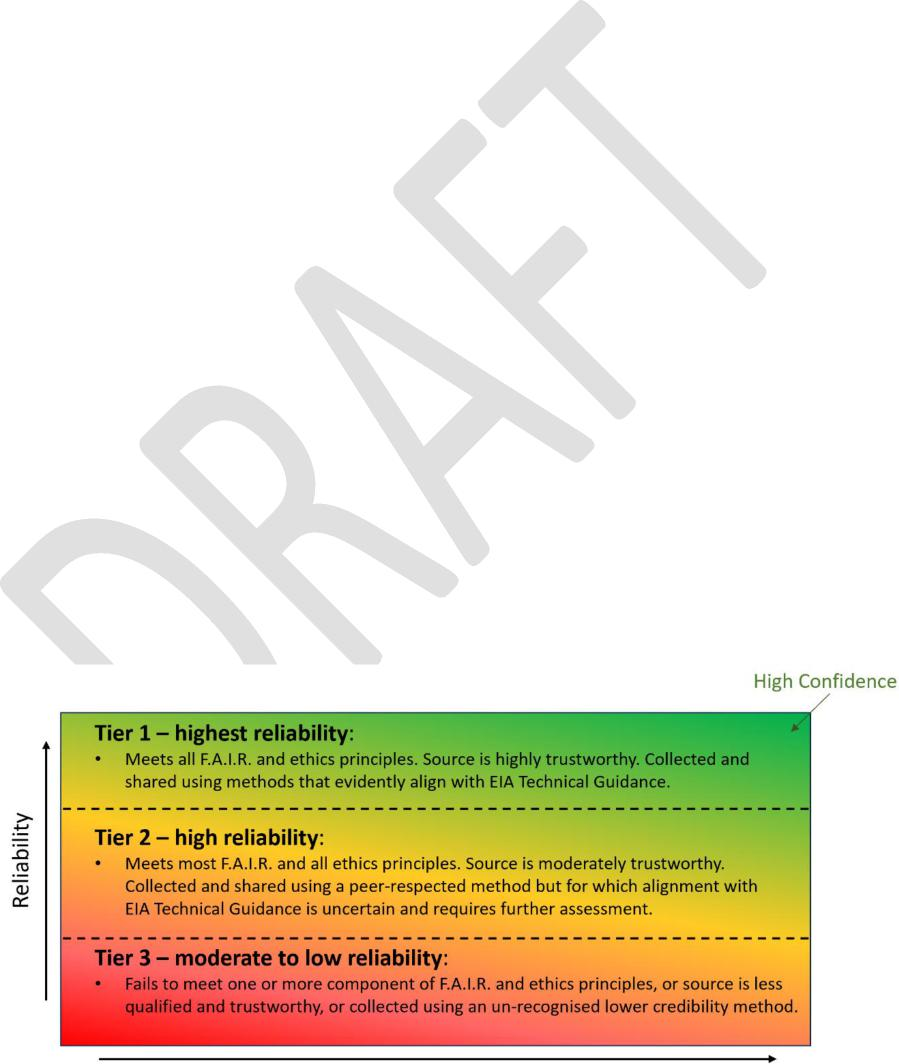 DRAFT
High Confidence
Reliability
Tier 1 – highest reliability:
• Meets all F.A.I.R. and ethics principles. Source is highly trustworthy. Collected and
shared using methods that evidently align with EIA Technical Guidance.
Tier 2 – high reliability:
• Meets most F.A.I.R. and all ethics principles. Source is moderately trustworthy.
Collected and shared using a peer-respected method but for which alignment with
EIA Technical Guidance is uncertain and requires further assessment.
Tier 3 – moderate to low reliability:
• Fails to meet one or more component of F.A.I.R. and ethics principles, or source is less
qualified and trustworthy, or collected using an un-recognised lower credibility method.